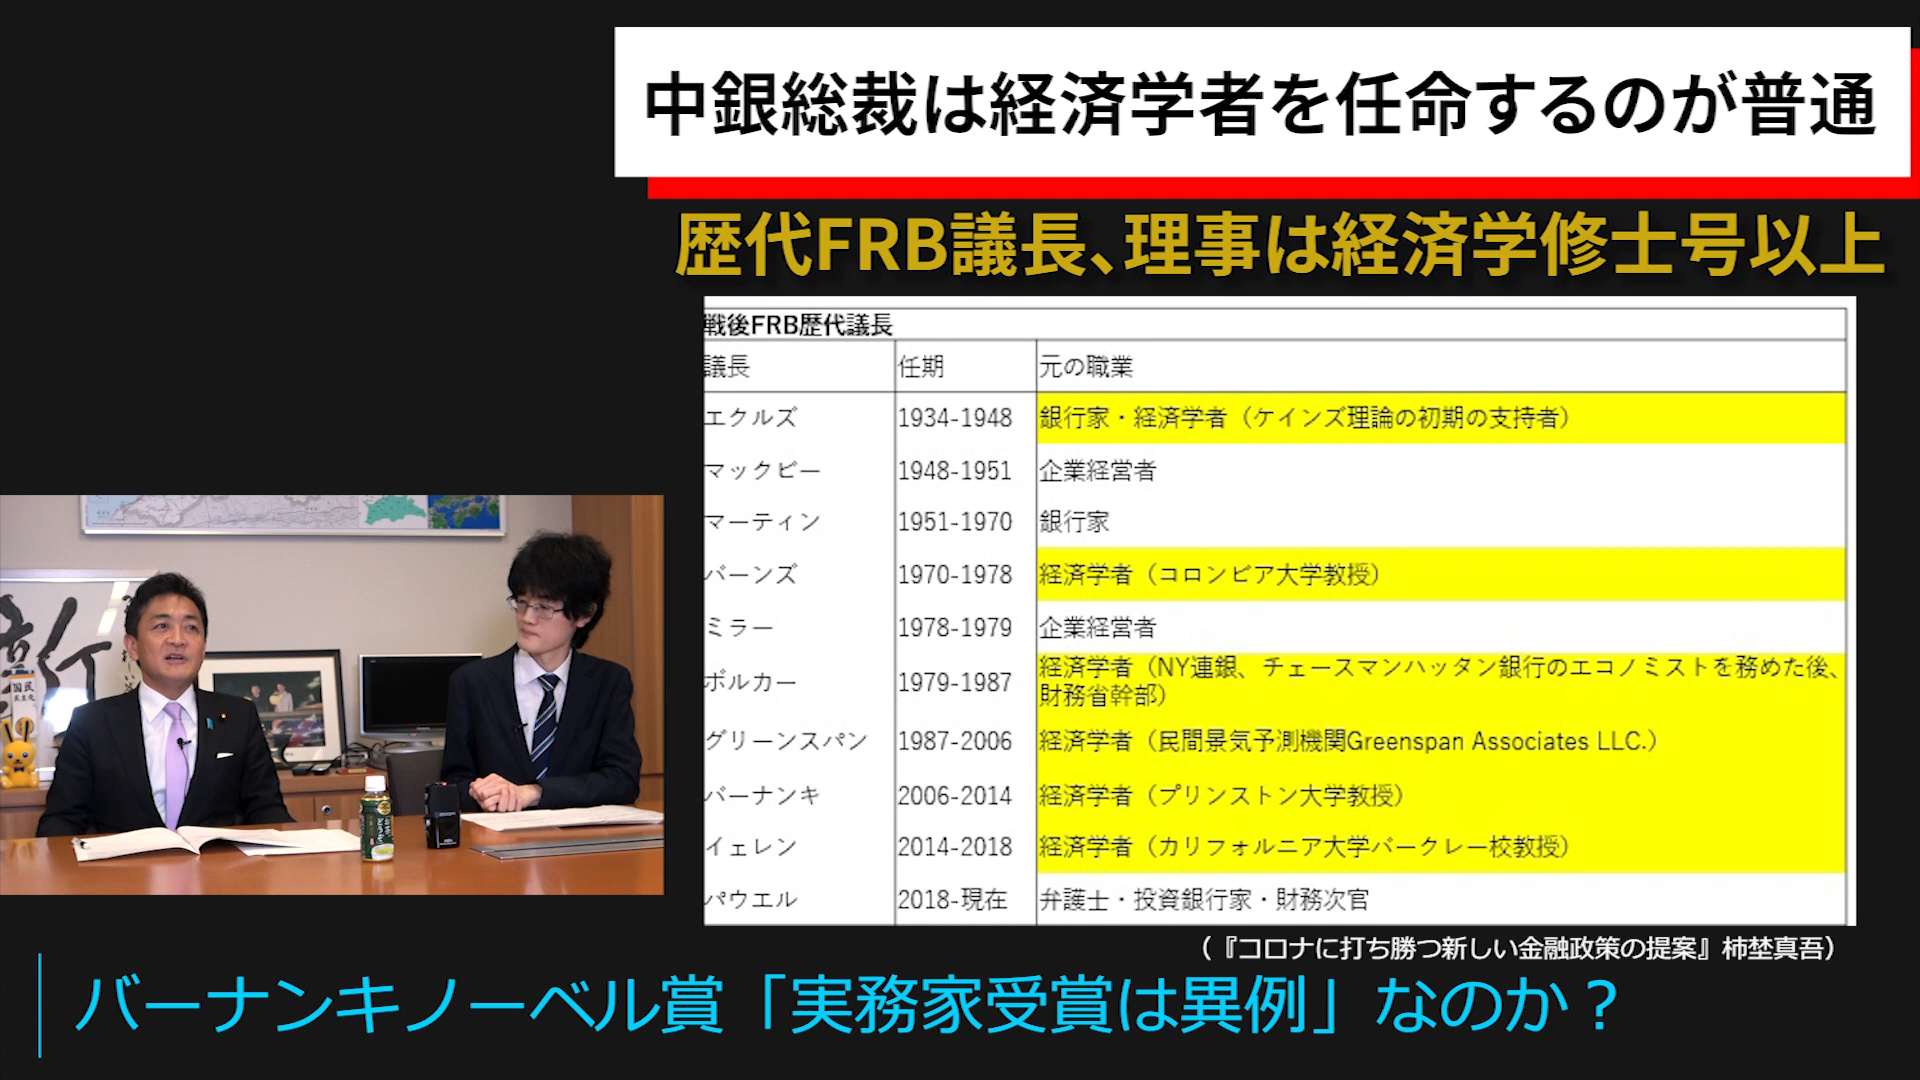 中銀総裁は経済学者を任命するのが普通
歴代FRB議長、理事は経済学修士号以上
戦後FRB歴代議長
議長 任期 元の職業
エクルズ 1934-1948 銀行家・経済学者（ケインズ理論の初期の支持者）
マックビー 1948-1951 企業経営者
マーティン 1951-1970 銀行家
バーンズ 1970-1978 経済学者（コロンビア大学教授）
ミラー 1978-1979 企業経営者
ボルカー 1979-1987 経済学者（NY連銀、チェースマンハッタン銀行のエコノミストを務めた後、
財務省幹部）
グリーンスパン 1987-2006 経済学者（民間景気予測機関Greenspan Associates LLC.）
バーナンキ 2006-2014 経済学者（プリンストン大学教授）
イェレン 2014-2018 経済学者（カリフォルニア大学バークレー校教授）
パウエル 2018-現在 弁護士・投資銀行家・財務次官
（『コロナに打ち勝つ新しい金融政策の提案』柿埜真吾）
国民
民主党
バーナンキノーベル賞「実務家受賞は異例」なのか？